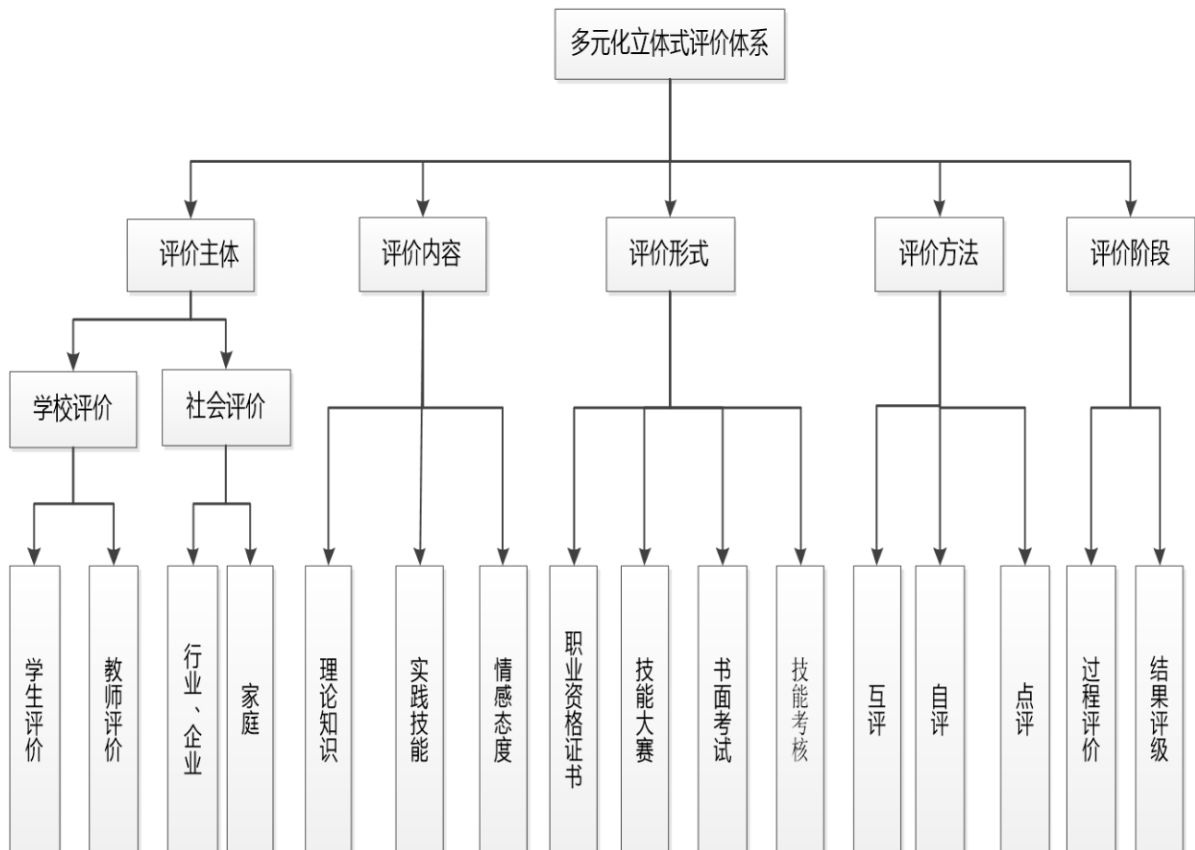 多元化立体式评价体系
评价主体
评价内容
评价形式
评价方法
评价阶段
学校评价
社会评价
学生评价
教师评价
行业、企业
家庭
理论知识
实践技能
情感态度
职业资格证书
技能大赛
书面考试
技能考核
互评
自评
点评
过程评价
结果评级